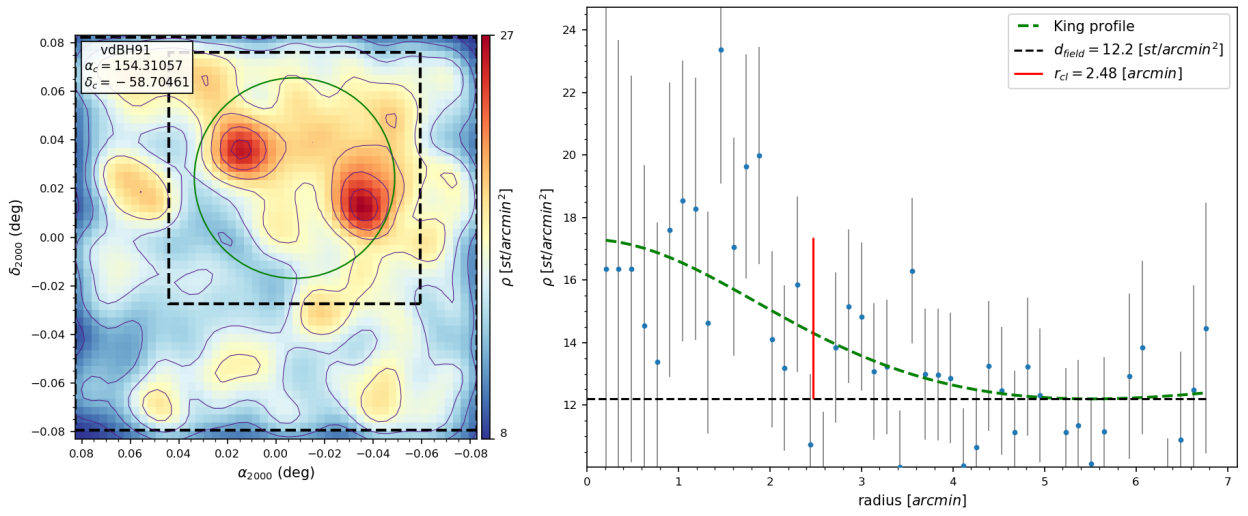 vdBH91
α_c = 154.31057
δ_c = −58.70461
0.08
0.06
0.04
0.02
0.00
−0.02
−0.04
−0.06
−0.08
δ_2000 (deg)
0.08 0.06 0.04 0.02 0.00 −0.02 −0.04 −0.06 −0.08
α_2000 (deg)
27
8
ρ [st/arcmin²]
King profile
d_field = 12.2 [st/arcmin²]
r_cl = 2.48 [arcmin]
24
22
20
18
16
14
12
ρ [st/arcmin²]
0 1 2 3 4 5 6 7
radius [arcmin]